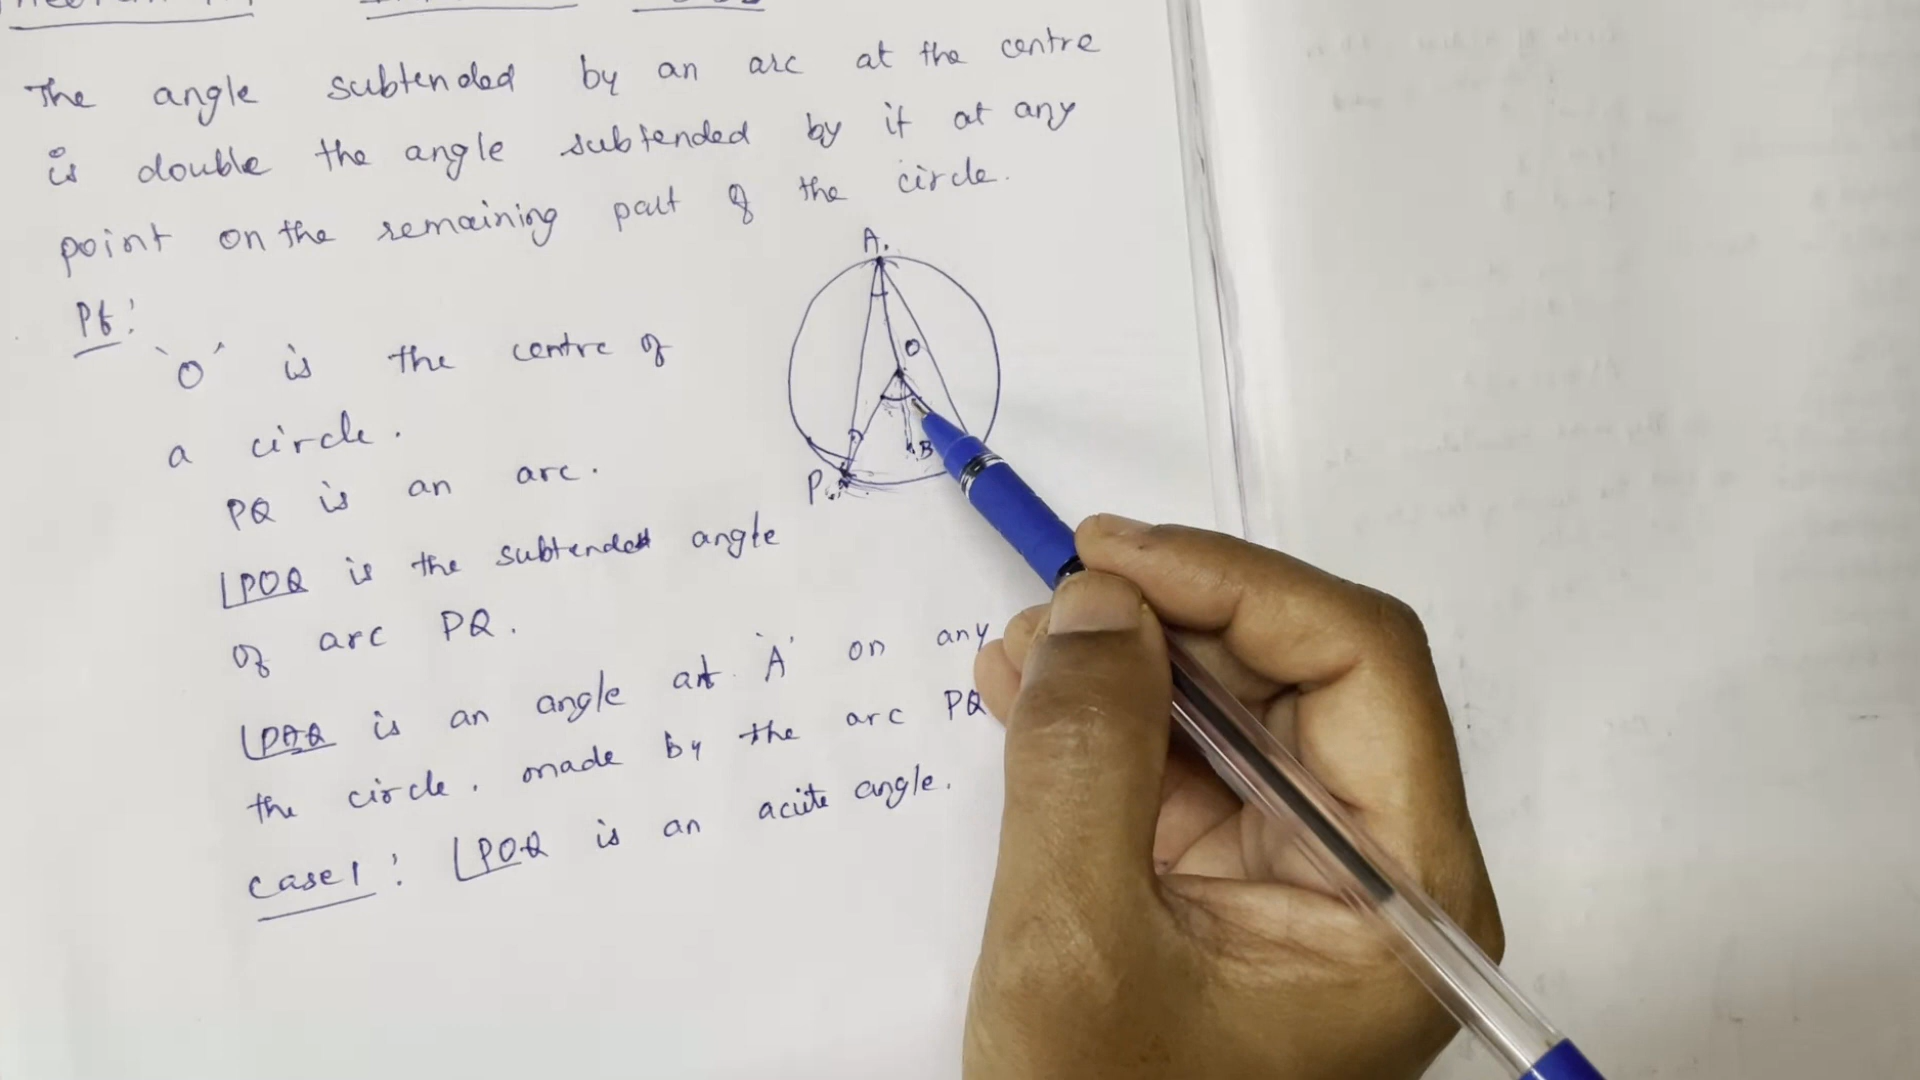 The angle subtended by an arc at the centre
is double the angle subtended by it at any
point on the remaining part of the circle.
Pf:
'O' is the centre of
a circle.
PQ is an arc.
∠POQ is the subtended angle
of arc PQ.
∠PAQ is an angle at 'A' on any
the circle. made by the arc PQ
case 1: ∠POQ is an acute angle.
A.
O
B
P